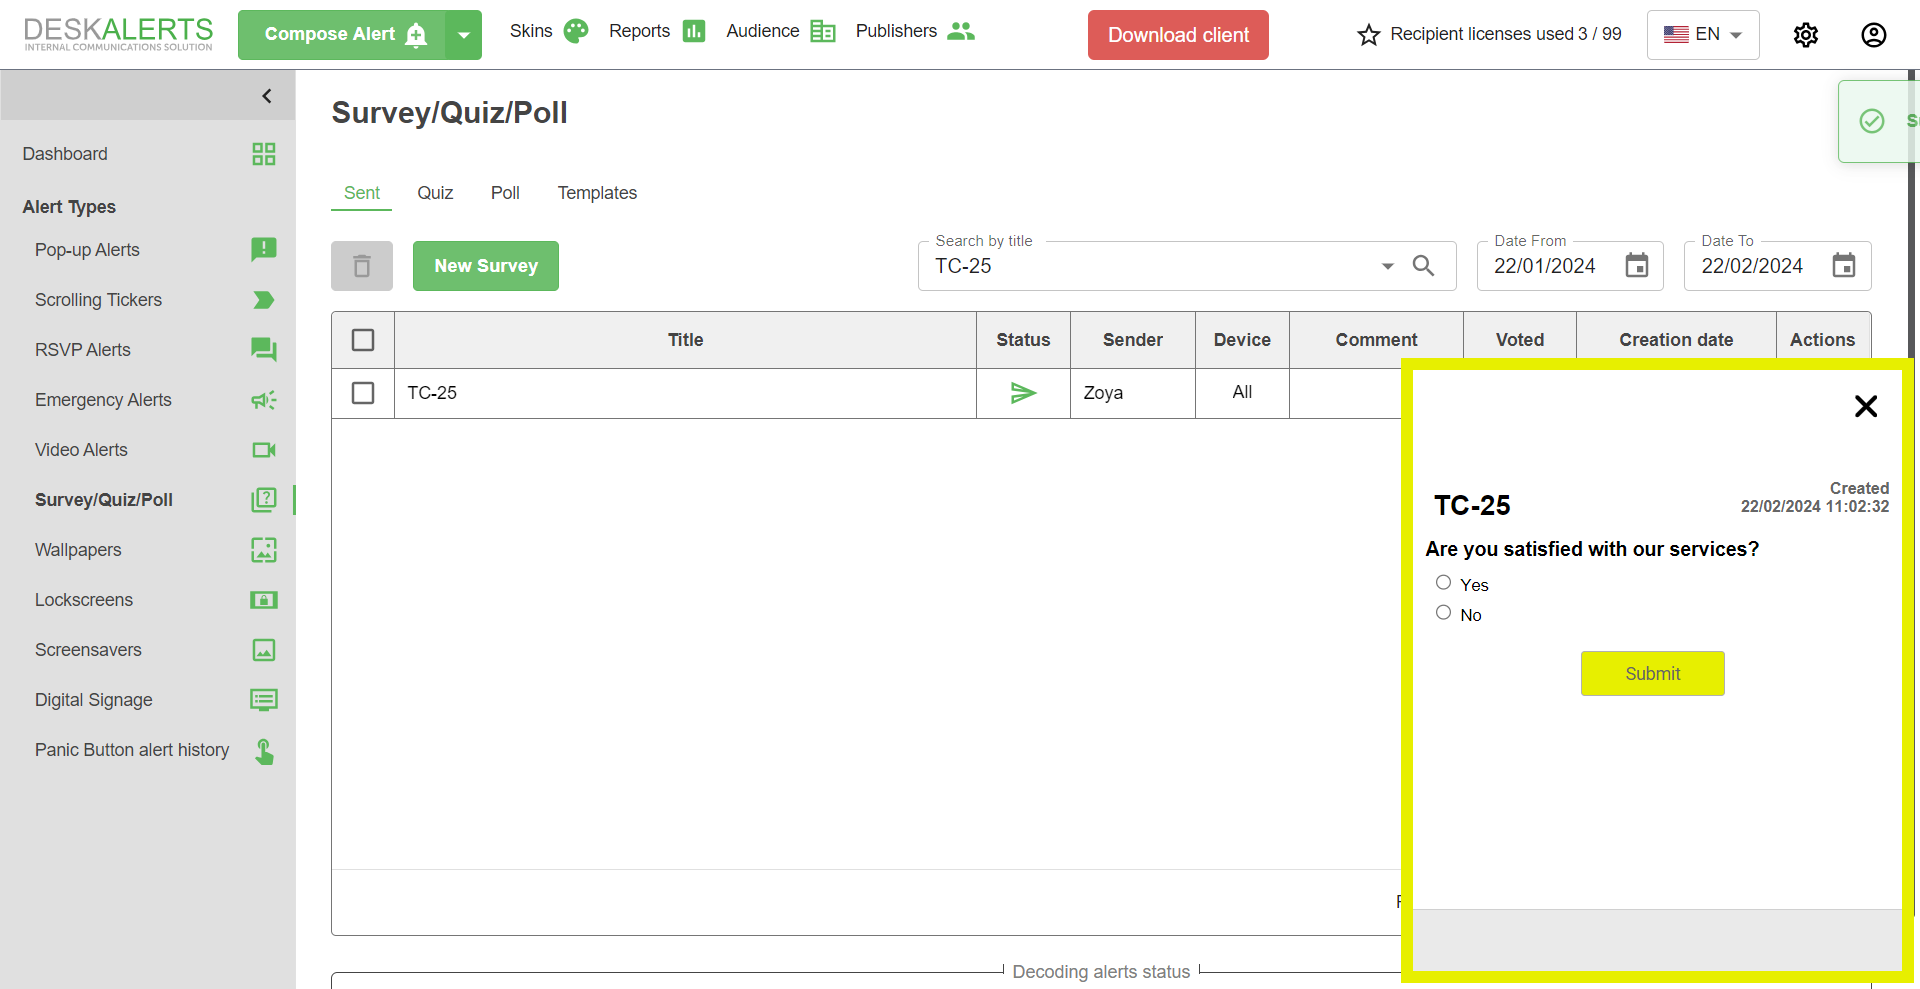 DESKALERTS
INTERNAL COMMUNICATIONS SOLUTION
Compose Alert
Skins
Reports
Audience
Publishers
Download client
Recipient licenses used 3 / 99
EN
Dashboard
Alert Types
Pop-up Alerts
Scrolling Tickers
RSVP Alerts
Emergency Alerts
Video Alerts
Survey/Quiz/Poll
Wallpapers
Lockscreens
Screensavers
Digital Signage
Panic Button alert history
Survey/Quiz/Poll
Sent
Quiz
Poll
Templates
New Survey
Search by title
TC-25
Date From
22/01/2024
Date To
22/02/2024
Title
Status
Sender
Device
Comment
Voted
Creation date
Actions
TC-25
Zoya
All
TC-25
Created
22/02/2024 11:02:32
Are you satisfied with our services?
Yes
No
Submit
Decoding alerts status